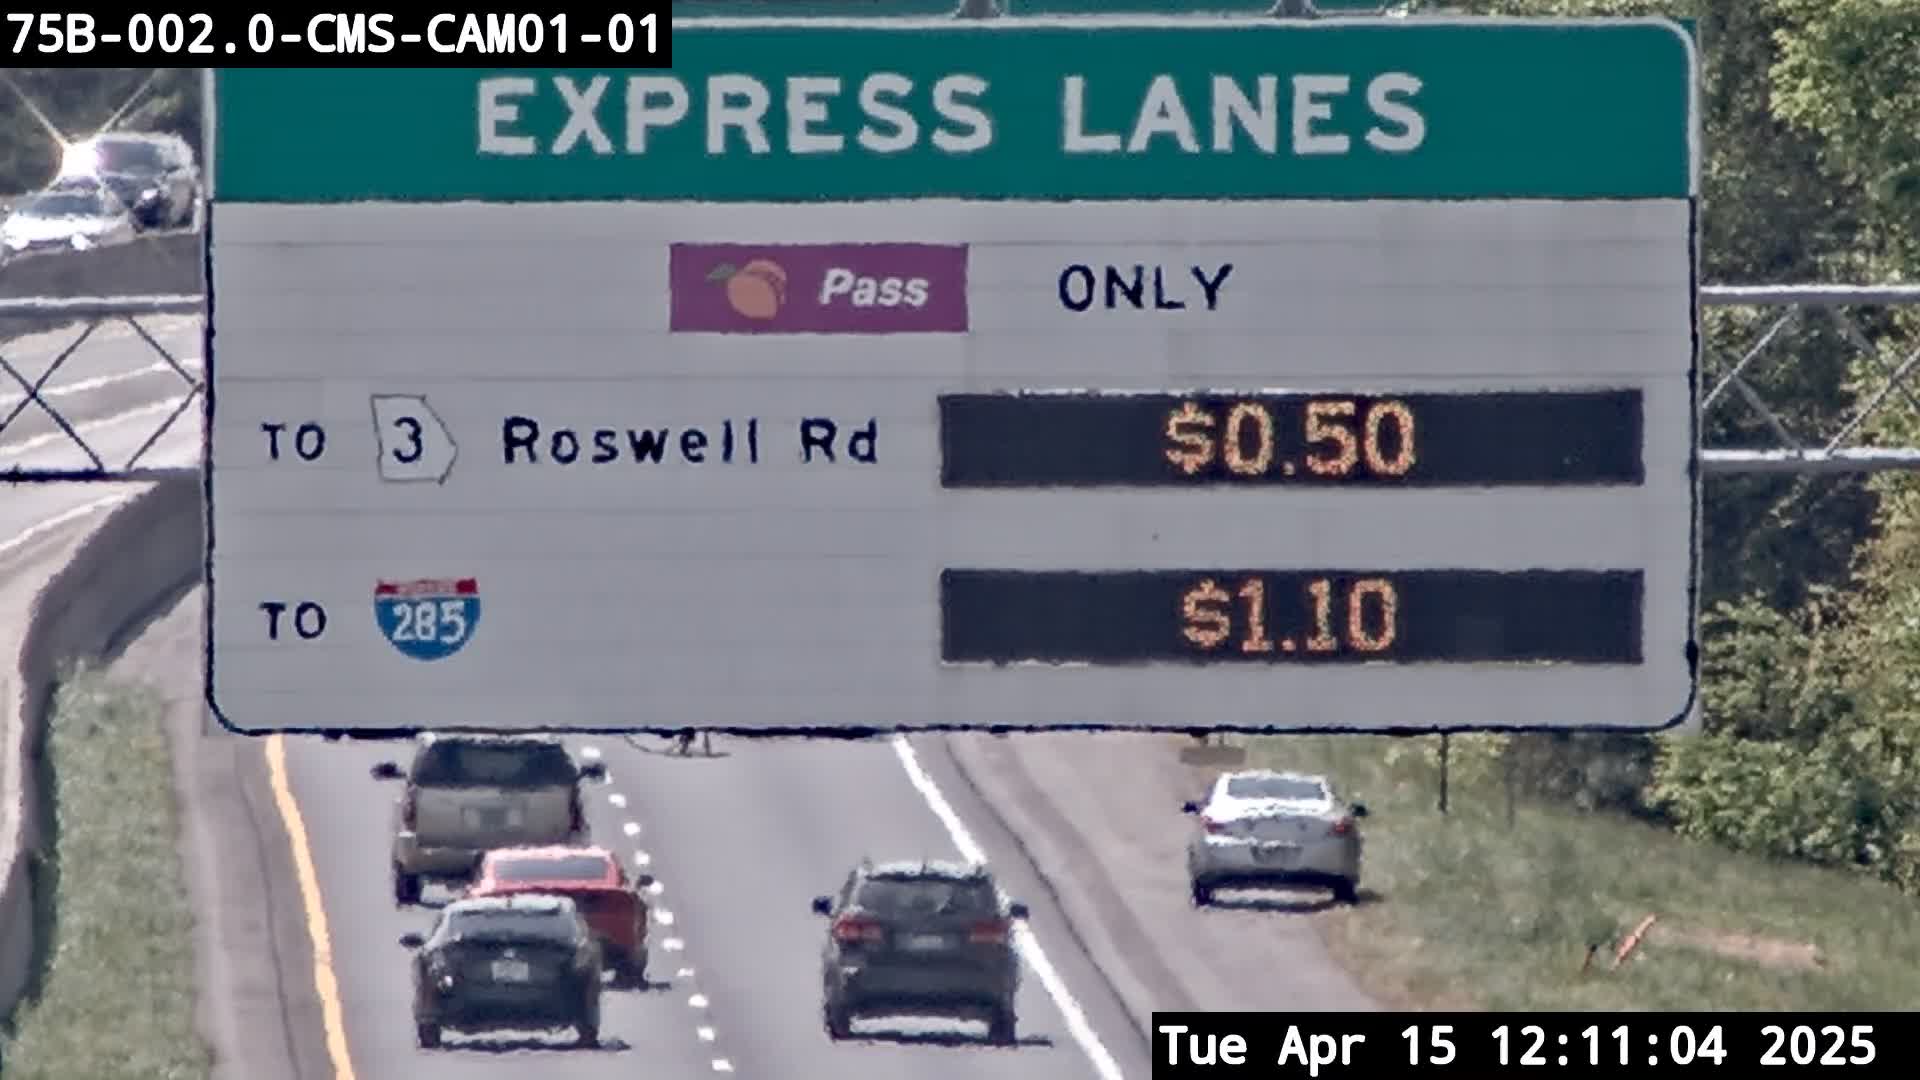 75B-002.0-CMS-CAM01-01
EXPRESS LANES
Pass ONLY
TO 3 Roswell Rd $0.50
TO 285 $1.10
Tue Apr 15 12:11:04 2025